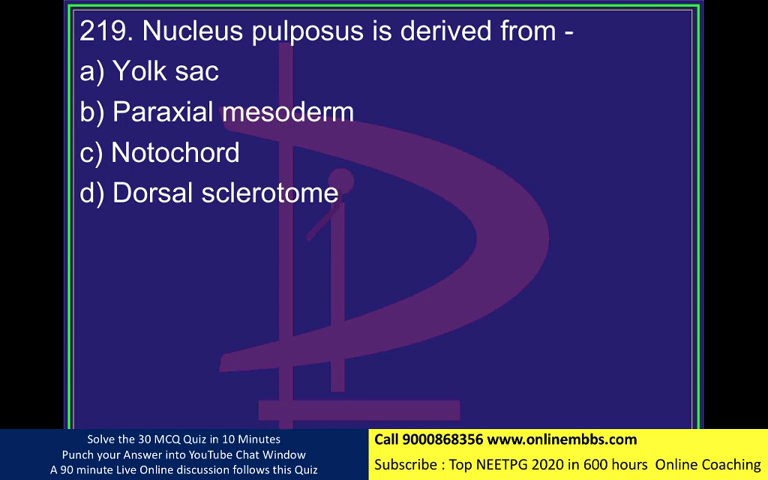 219. Nucleus pulposus is derived from -
a) Yolk sac
b) Paraxial mesoderm
c) Notochord
d) Dorsal sclerotome
Solve the 30 MCQ Quiz in 10 Minutes
Punch your Answer into YouTube Chat Window
A 90 minute Live Online discussion follows this Quiz
Call 9000868356 www.onlinembbs.com
Subscribe : Top NEETPG 2020 in 600 hours Online Coaching